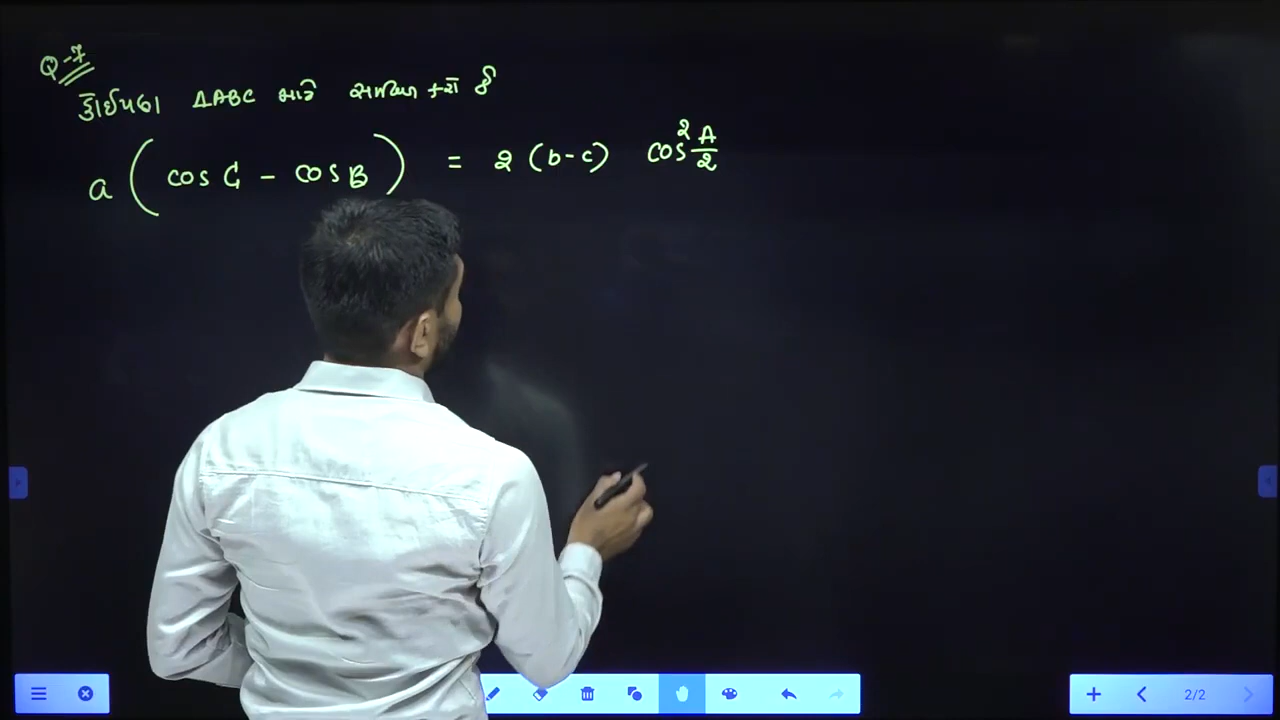 Q-7
કોઈપણ ΔABC માટે સાબિત કરો કે
a ( cos C - cos B ) = 2 (b-c) cos² A/2
2/2